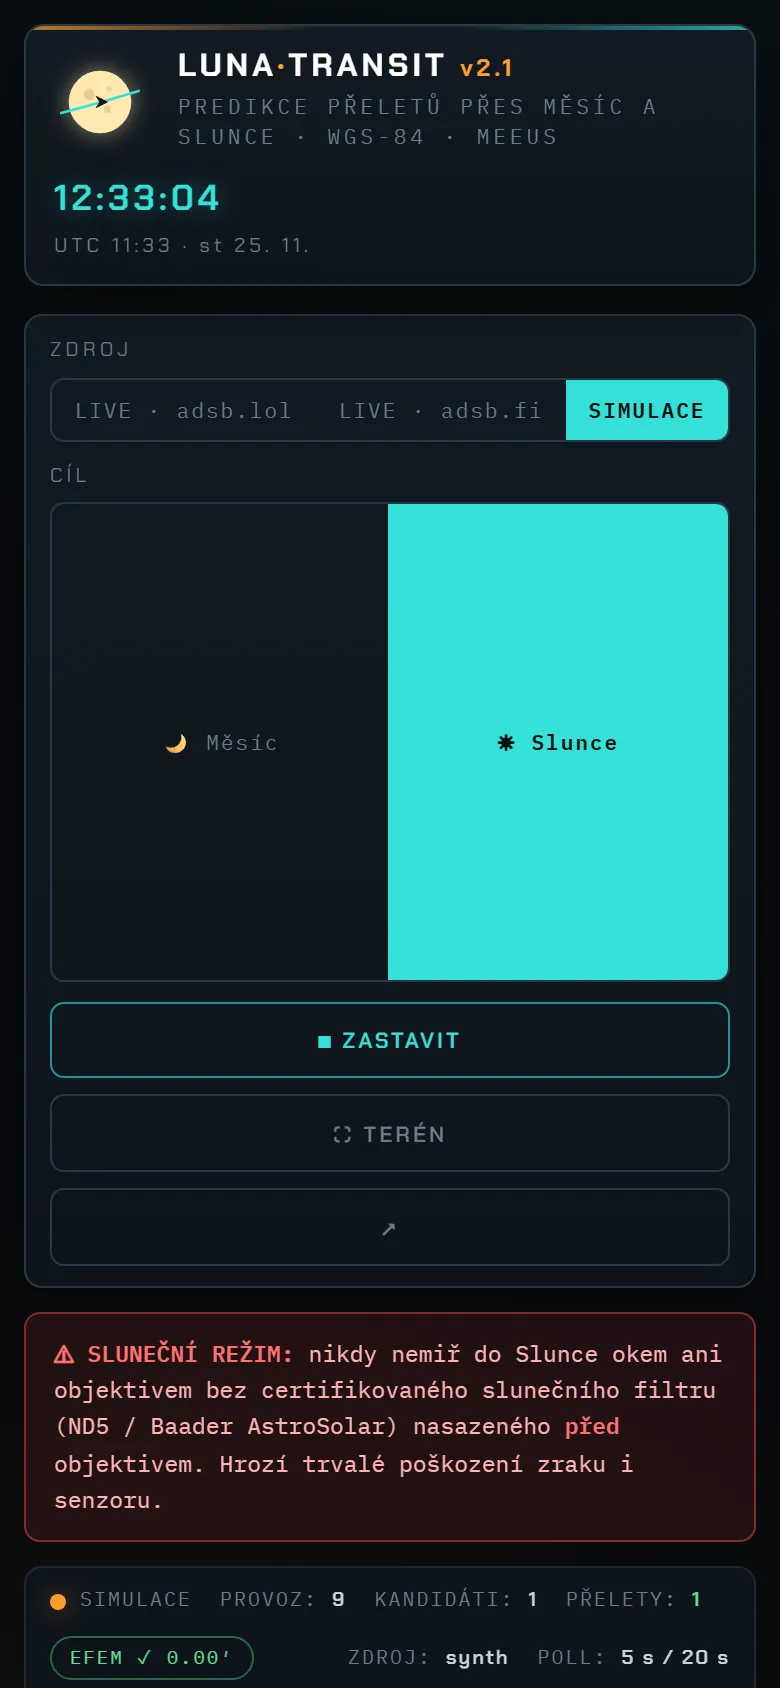 LUNA·TRANSIT v2.1
PREDIKCE PŘELETŮ PŘES MĚSÍC A
SLUNCE · WGS-84 · MEEUS
12:33:04
UTC 11:33 · st 25. 11.
ZDROJ
LIVE · adsb.lol LIVE · adsb.fi SIMULACE
CÍL
🌙 Měsíc ☀ Slunce
■ ZASTAVIT
⛶ TERÉN
↗
⚠ SLUNEČNÍ REŽIM: nikdy nemiř do Slunce okem ani
objektivem bez certifikovaného slunečního filtru
(ND5 / Baader AstroSolar) nasazeného před
objektivem. Hrozí trvalé poškození zraku i
senzoru.
SIMULACE PROVOZ: 9 KANDIDÁTI: 1 PŘELETY: 1
EFEM ✓ 0.00′ ZDROJ: synth POLL: 5 s / 20 s